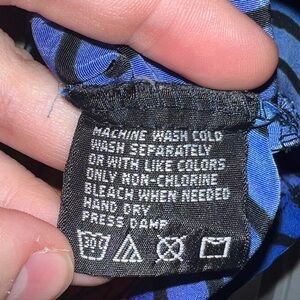 MACHINE WASH COLD
WASH SEPARATELY
OR WITH LIKE COLORS
ONLY NON-CHLORINE
BLEACH WHEN NEEDED
HAND DRY
PRESS DAMP
30C